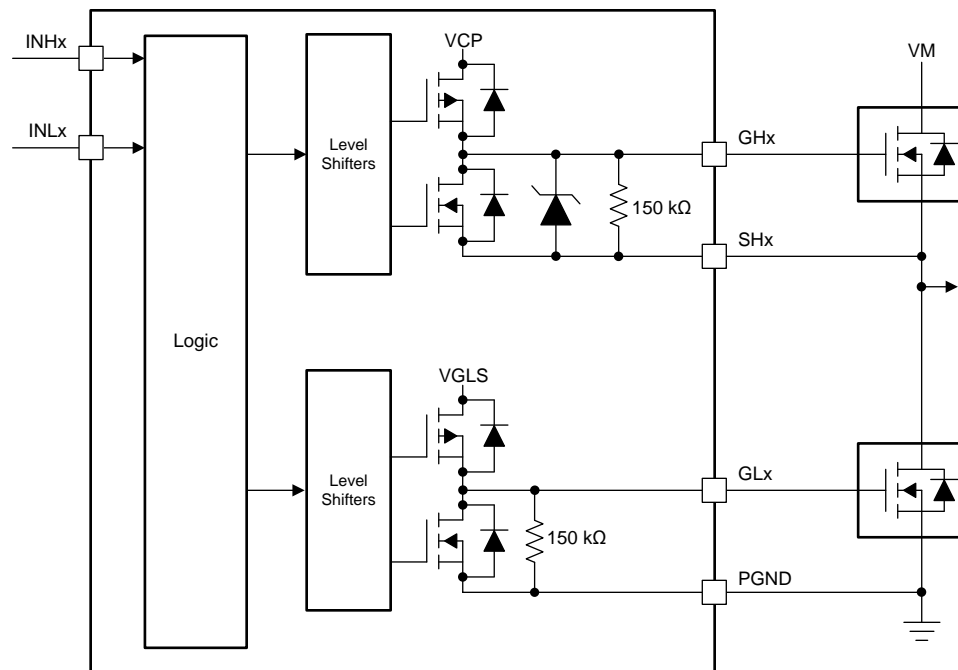 INHx
INLx
Logic
Level
Shifters
VCP
150 kΩ
GHx
SHx
VM
Level
Shifters
VGLS
150 kΩ
GLx
PGND